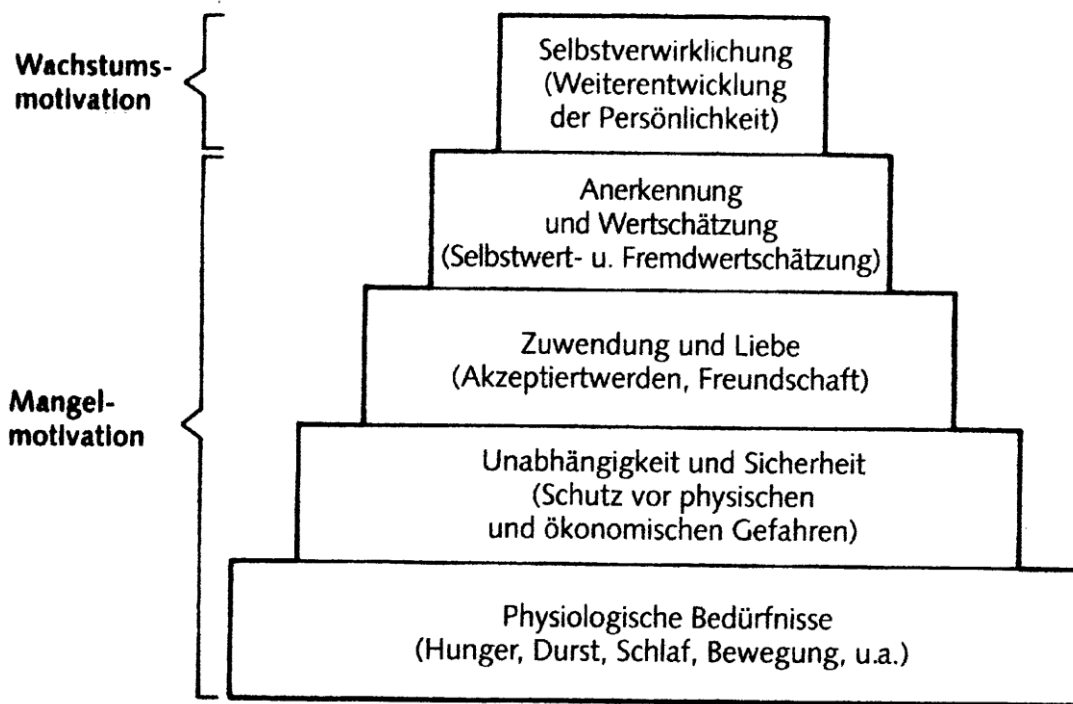 Wachstums-
motivation
Selbstverwirklichung
(Weiterentwicklung
der Persönlichkeit)
Anerkennung
und Wertschätzung
(Selbstwert- u. Fremdwertschätzung)
Zuwendung und Liebe
(Akzeptiertwerden, Freundschaft)
Mangel-
motivation
Unabhängigkeit und Sicherheit
(Schutz vor physischen
und ökonomischen Gefahren)
Physiologische Bedürfnisse
(Hunger, Durst, Schlaf, Bewegung, u.a.)